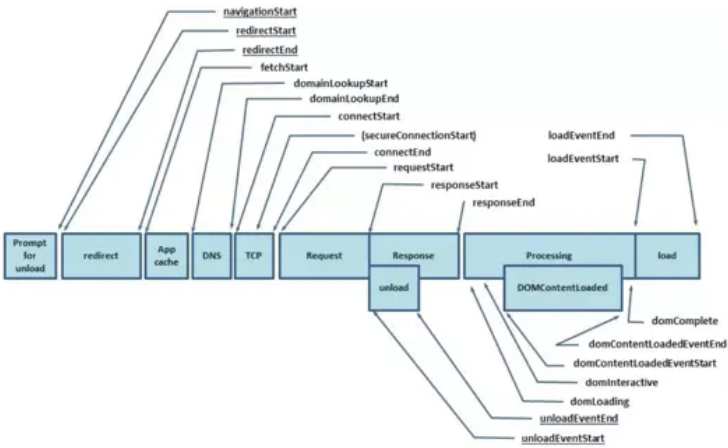 navigationStart
redirectStart
redirectEnd
fetchStart
domainLookupStart
domainLookupEnd
connectStart
(secureConnectionStart)
connectEnd
requestStart
responseStart
responseEnd
loadEventEnd
loadEventStart
Prompt
for
unload
redirect
App
cache
DNS
TCP
Request
Response
unload
Processing
DOMContentLoaded
load
domComplete
domContentLoadedEventEnd
domContentLoadedEventStart
domInteractive
domLoading
unloadEventEnd
unloadEventStart